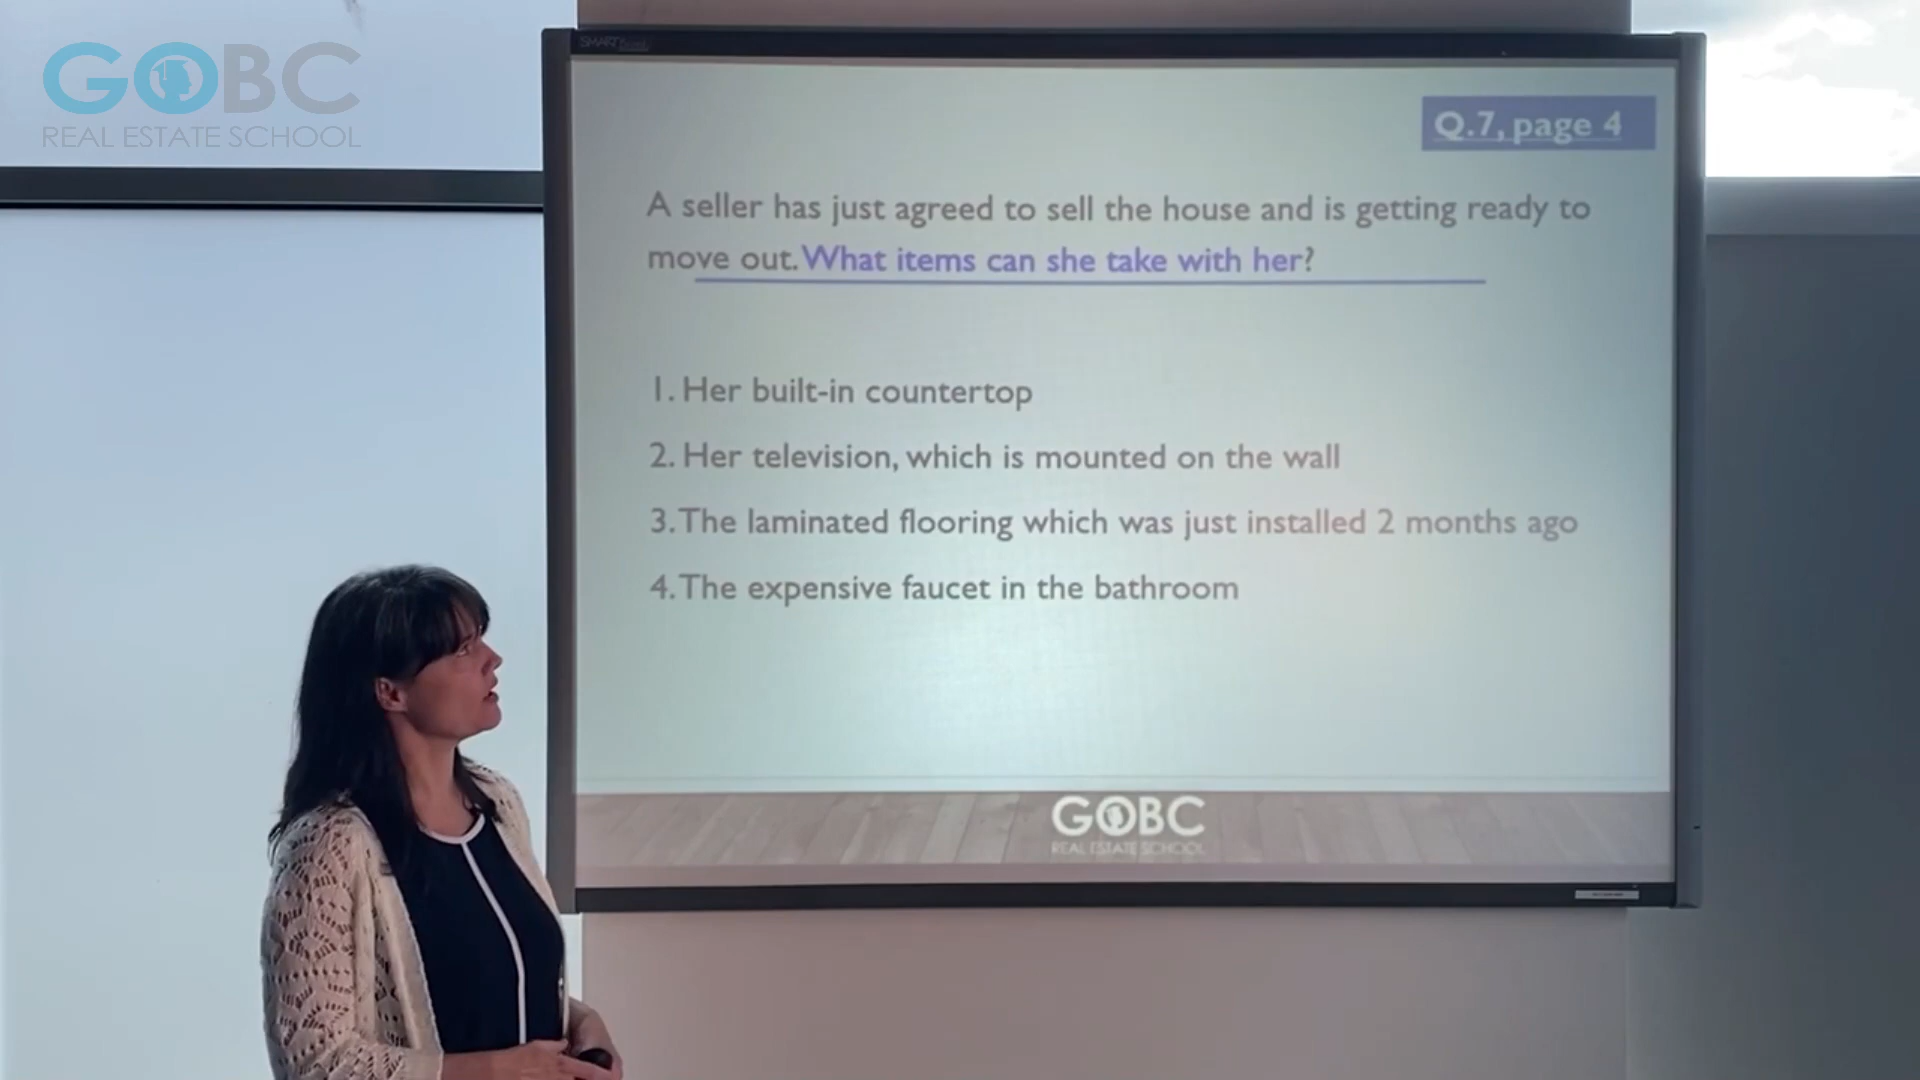 GOBC
REAL ESTATE SCHOOL
SMART
Q.7, page 4
A seller has just agreed to sell the house and is getting ready to
move out. What items can she take with her?
1. Her built-in countertop
2. Her television, which is mounted on the wall
3. The laminated flooring which was just installed 2 months ago
4. The expensive faucet in the bathroom
GOBC
REAL ESTATE SCHOOL